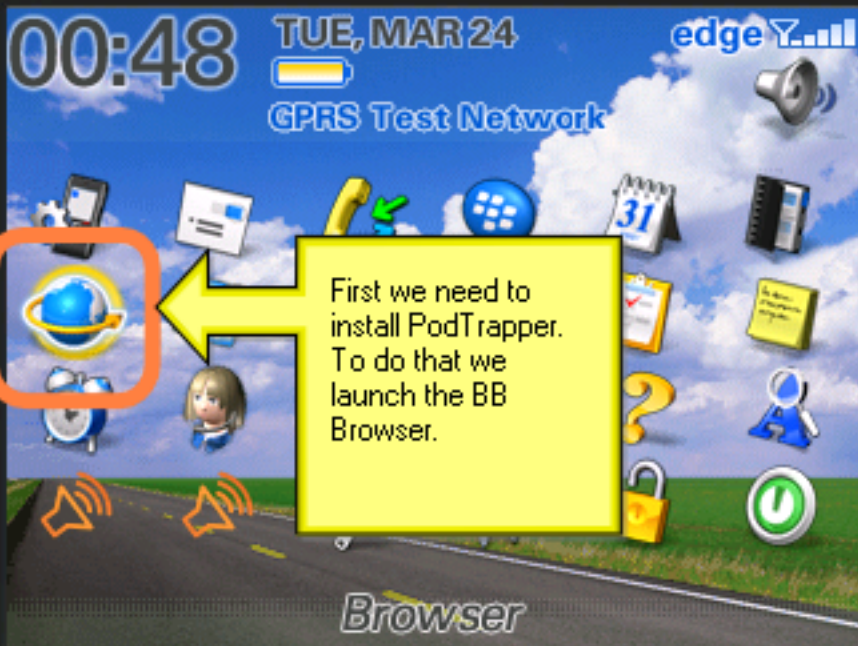 00:48
TUE, MAR 24
edge
GPRS Test Network
31
First we need to
install PodTrapper.
To do that we
launch the BB
Browser.
Browser